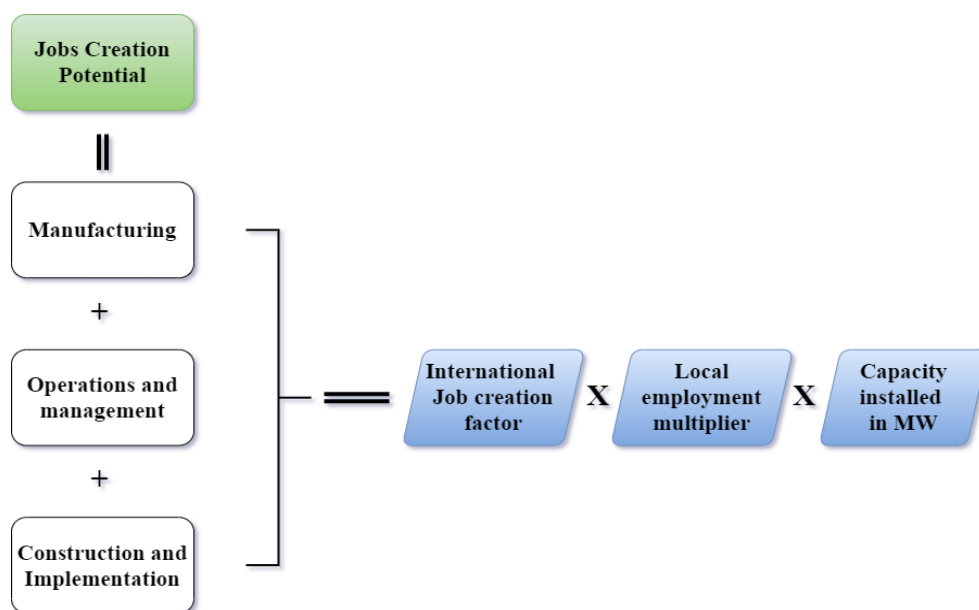 Jobs Creation
Potential
=
Manufacturing
+
Operations and
management
+
Construction and
Implementation
=
International
Job creation
factor
X
Local
employment
multiplier
X
Capacity
installed
in MW